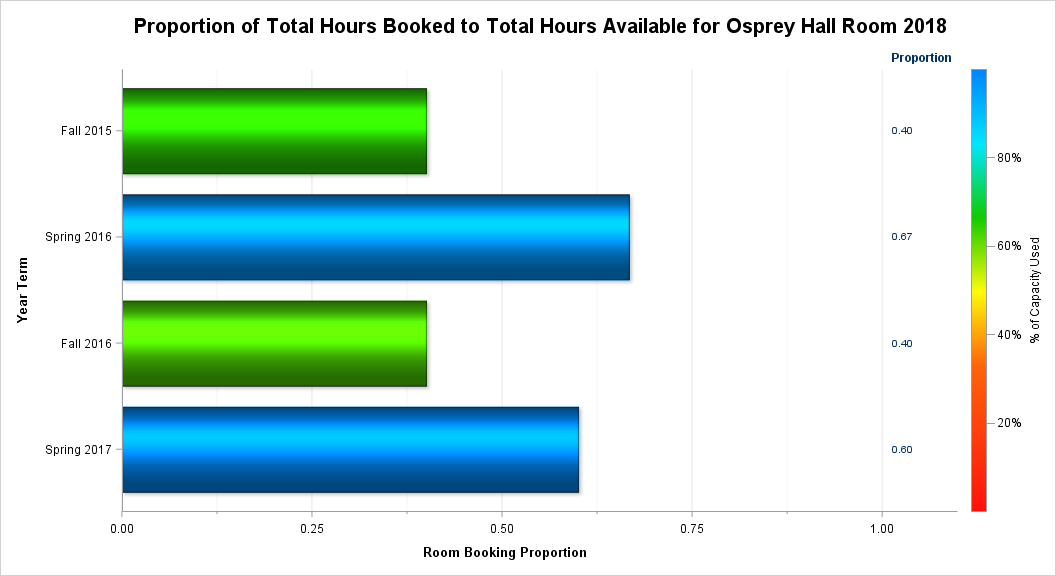 Proportion of Total Hours Booked to Total Hours Available for Osprey Hall Room 2018
Proportion
Fall 2015
0.40
Spring 2016
0.67
Fall 2016
0.40
Spring 2017
0.60
Year Term
0.00
0.25
0.50
0.75
1.00
Room Booking Proportion
80%
60%
40%
20%
% of Capacity Used